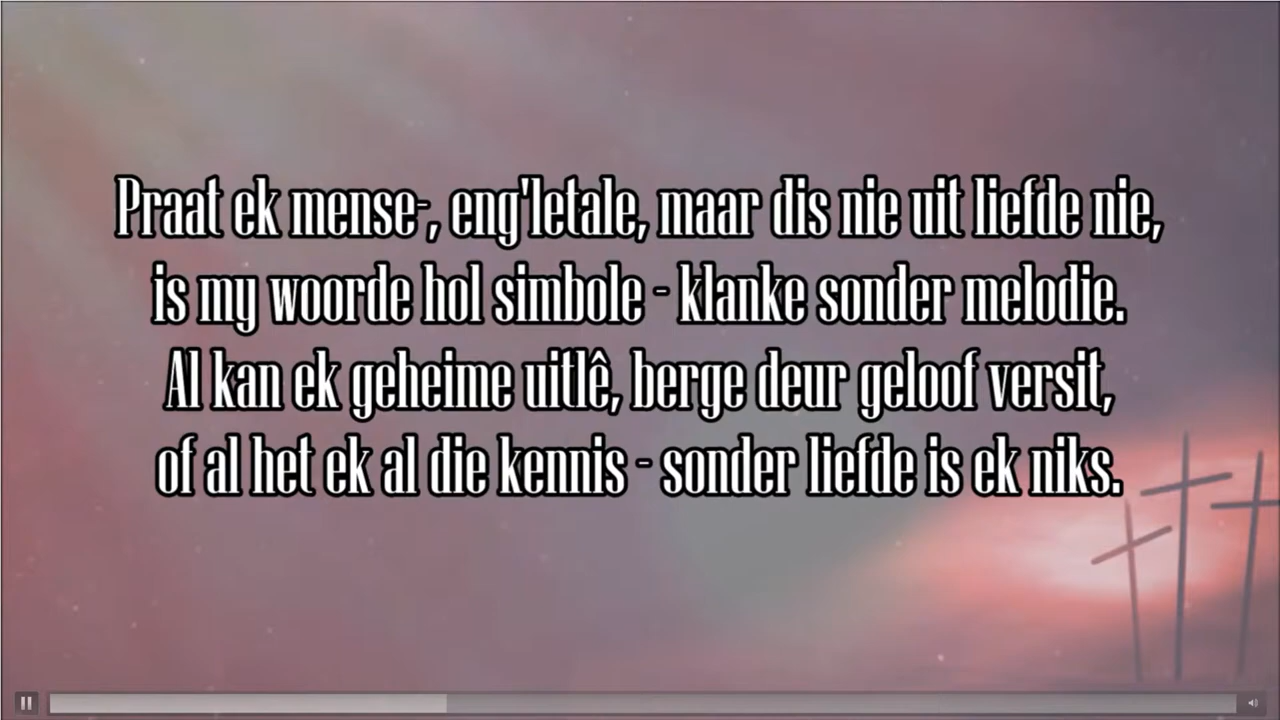 Praat ek mense-, eng'letale, maar dis nie uit liefde nie,
is my woorde hol simbole - klanke sonder melodie.
Al kan ek geheime uitlê, berge deur geloof versit,
of al het ek al die kennis - sonder liefde is ek niks.